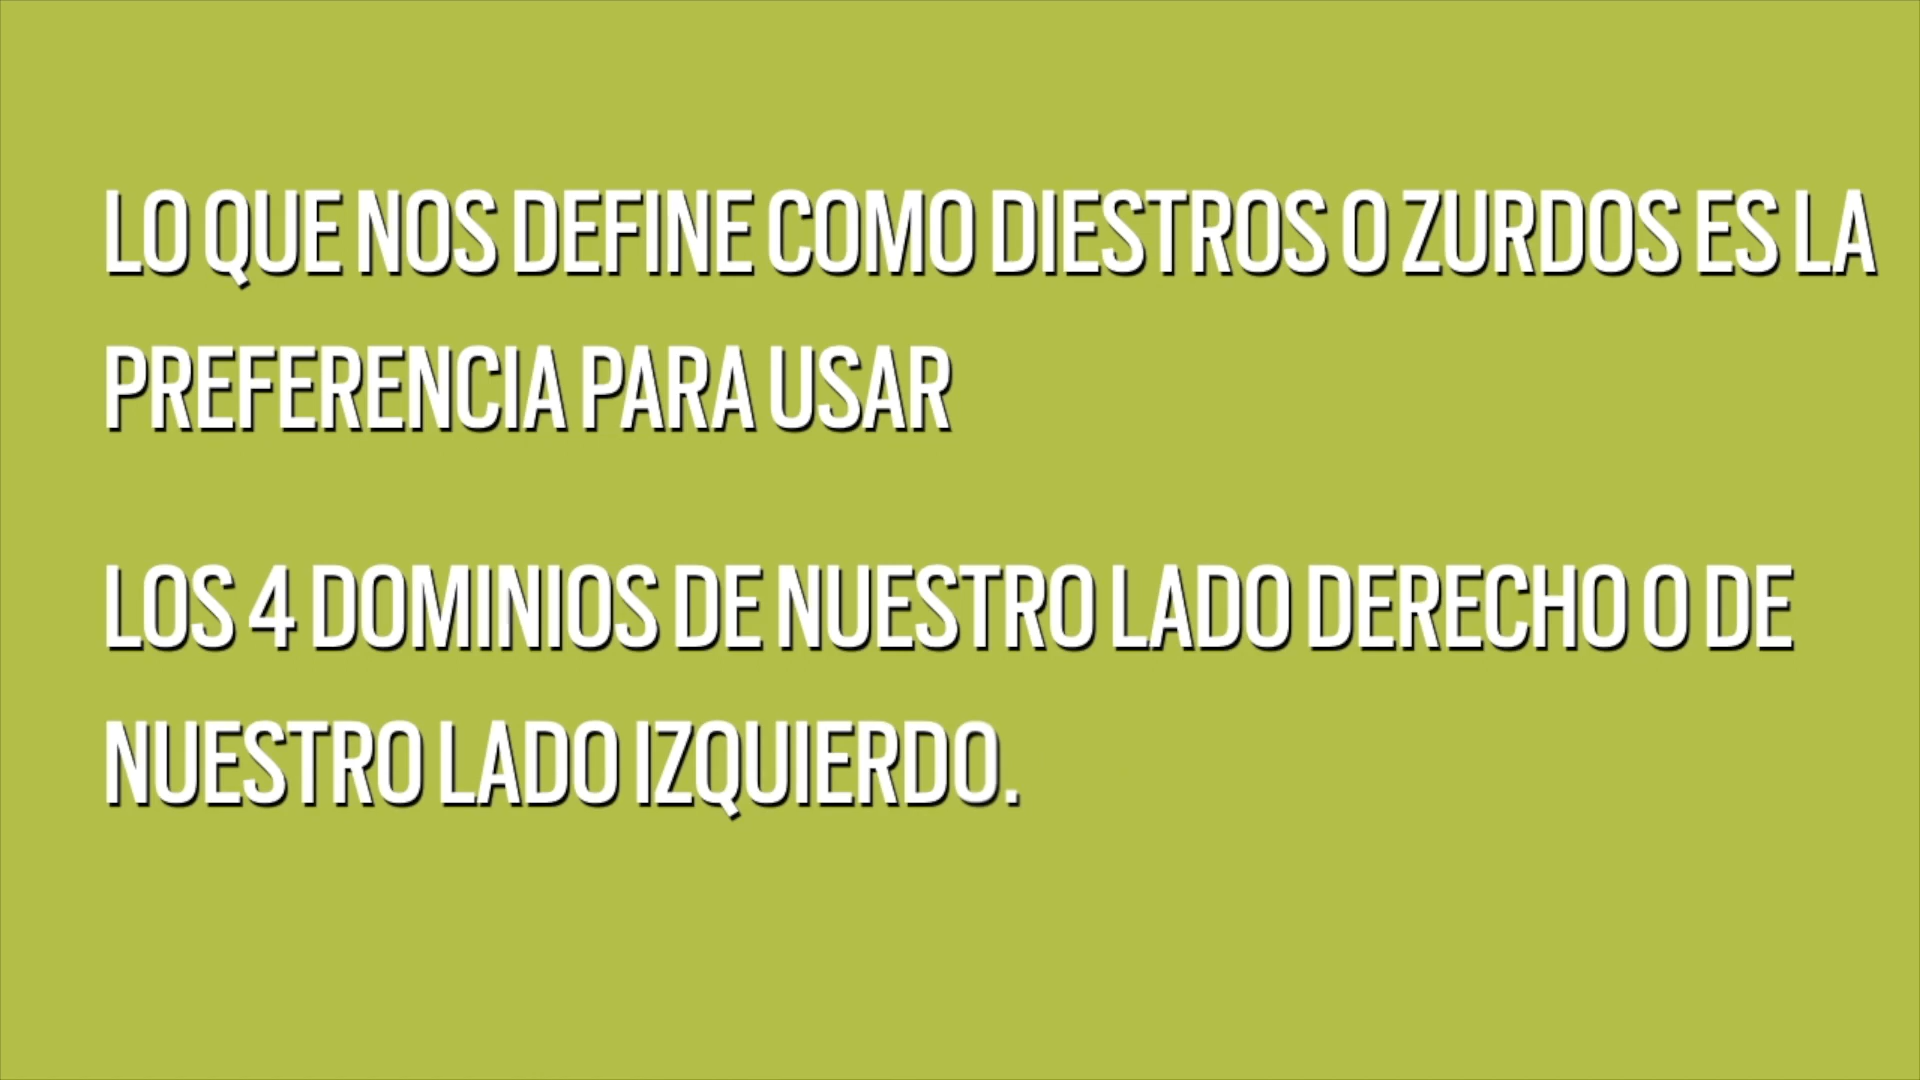 LO QUE NOS DEFINE COMO DIESTROS O ZURDOS ES LA
PREFERENCIA PARA USAR
LOS 4 DOMINIOS DE NUESTRO LADO DERECHO O DE
NUESTRO LADO IZQUIERDO.